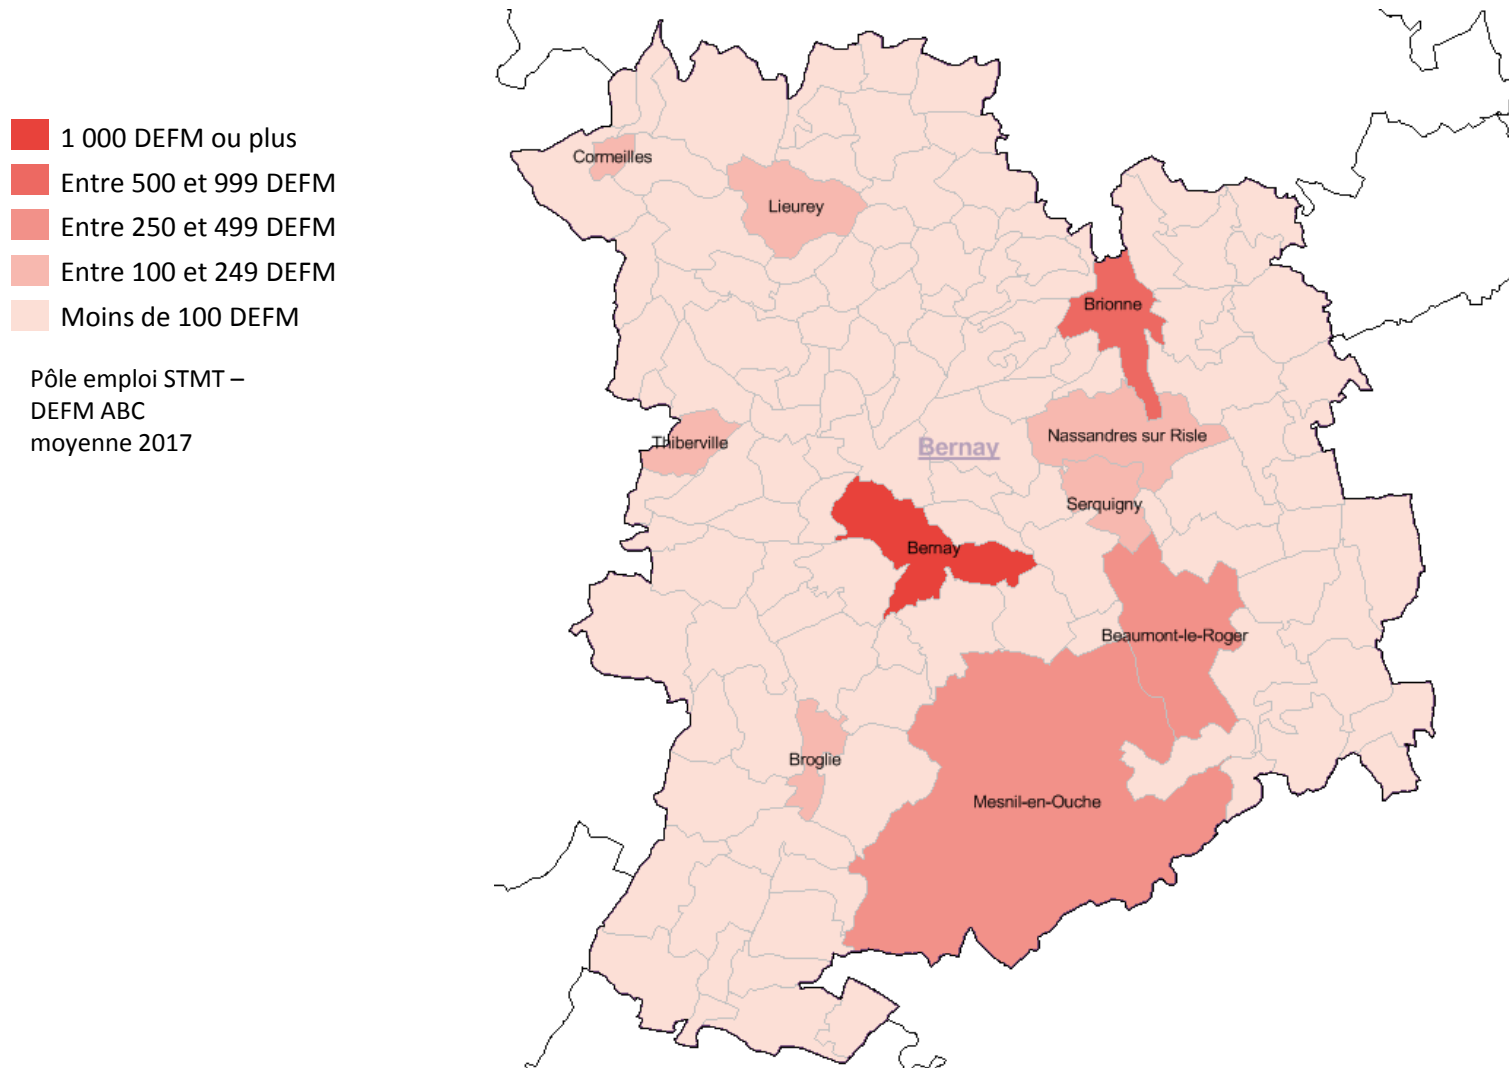 1 000 DEFM ou plus
Entre 500 et 999 DEFM
Entre 250 et 499 DEFM
Entre 100 et 249 DEFM
Moins de 100 DEFM
Pôle emploi STMT –
DEFM ABC
moyenne 2017
Cormeilles
Lieurey
Brionne
Thiberville
Bernay
Nassandres sur Risle
Serquigny
Bernay
Beaumont-le-Roger
Broglie
Mesnil-en-Ouche